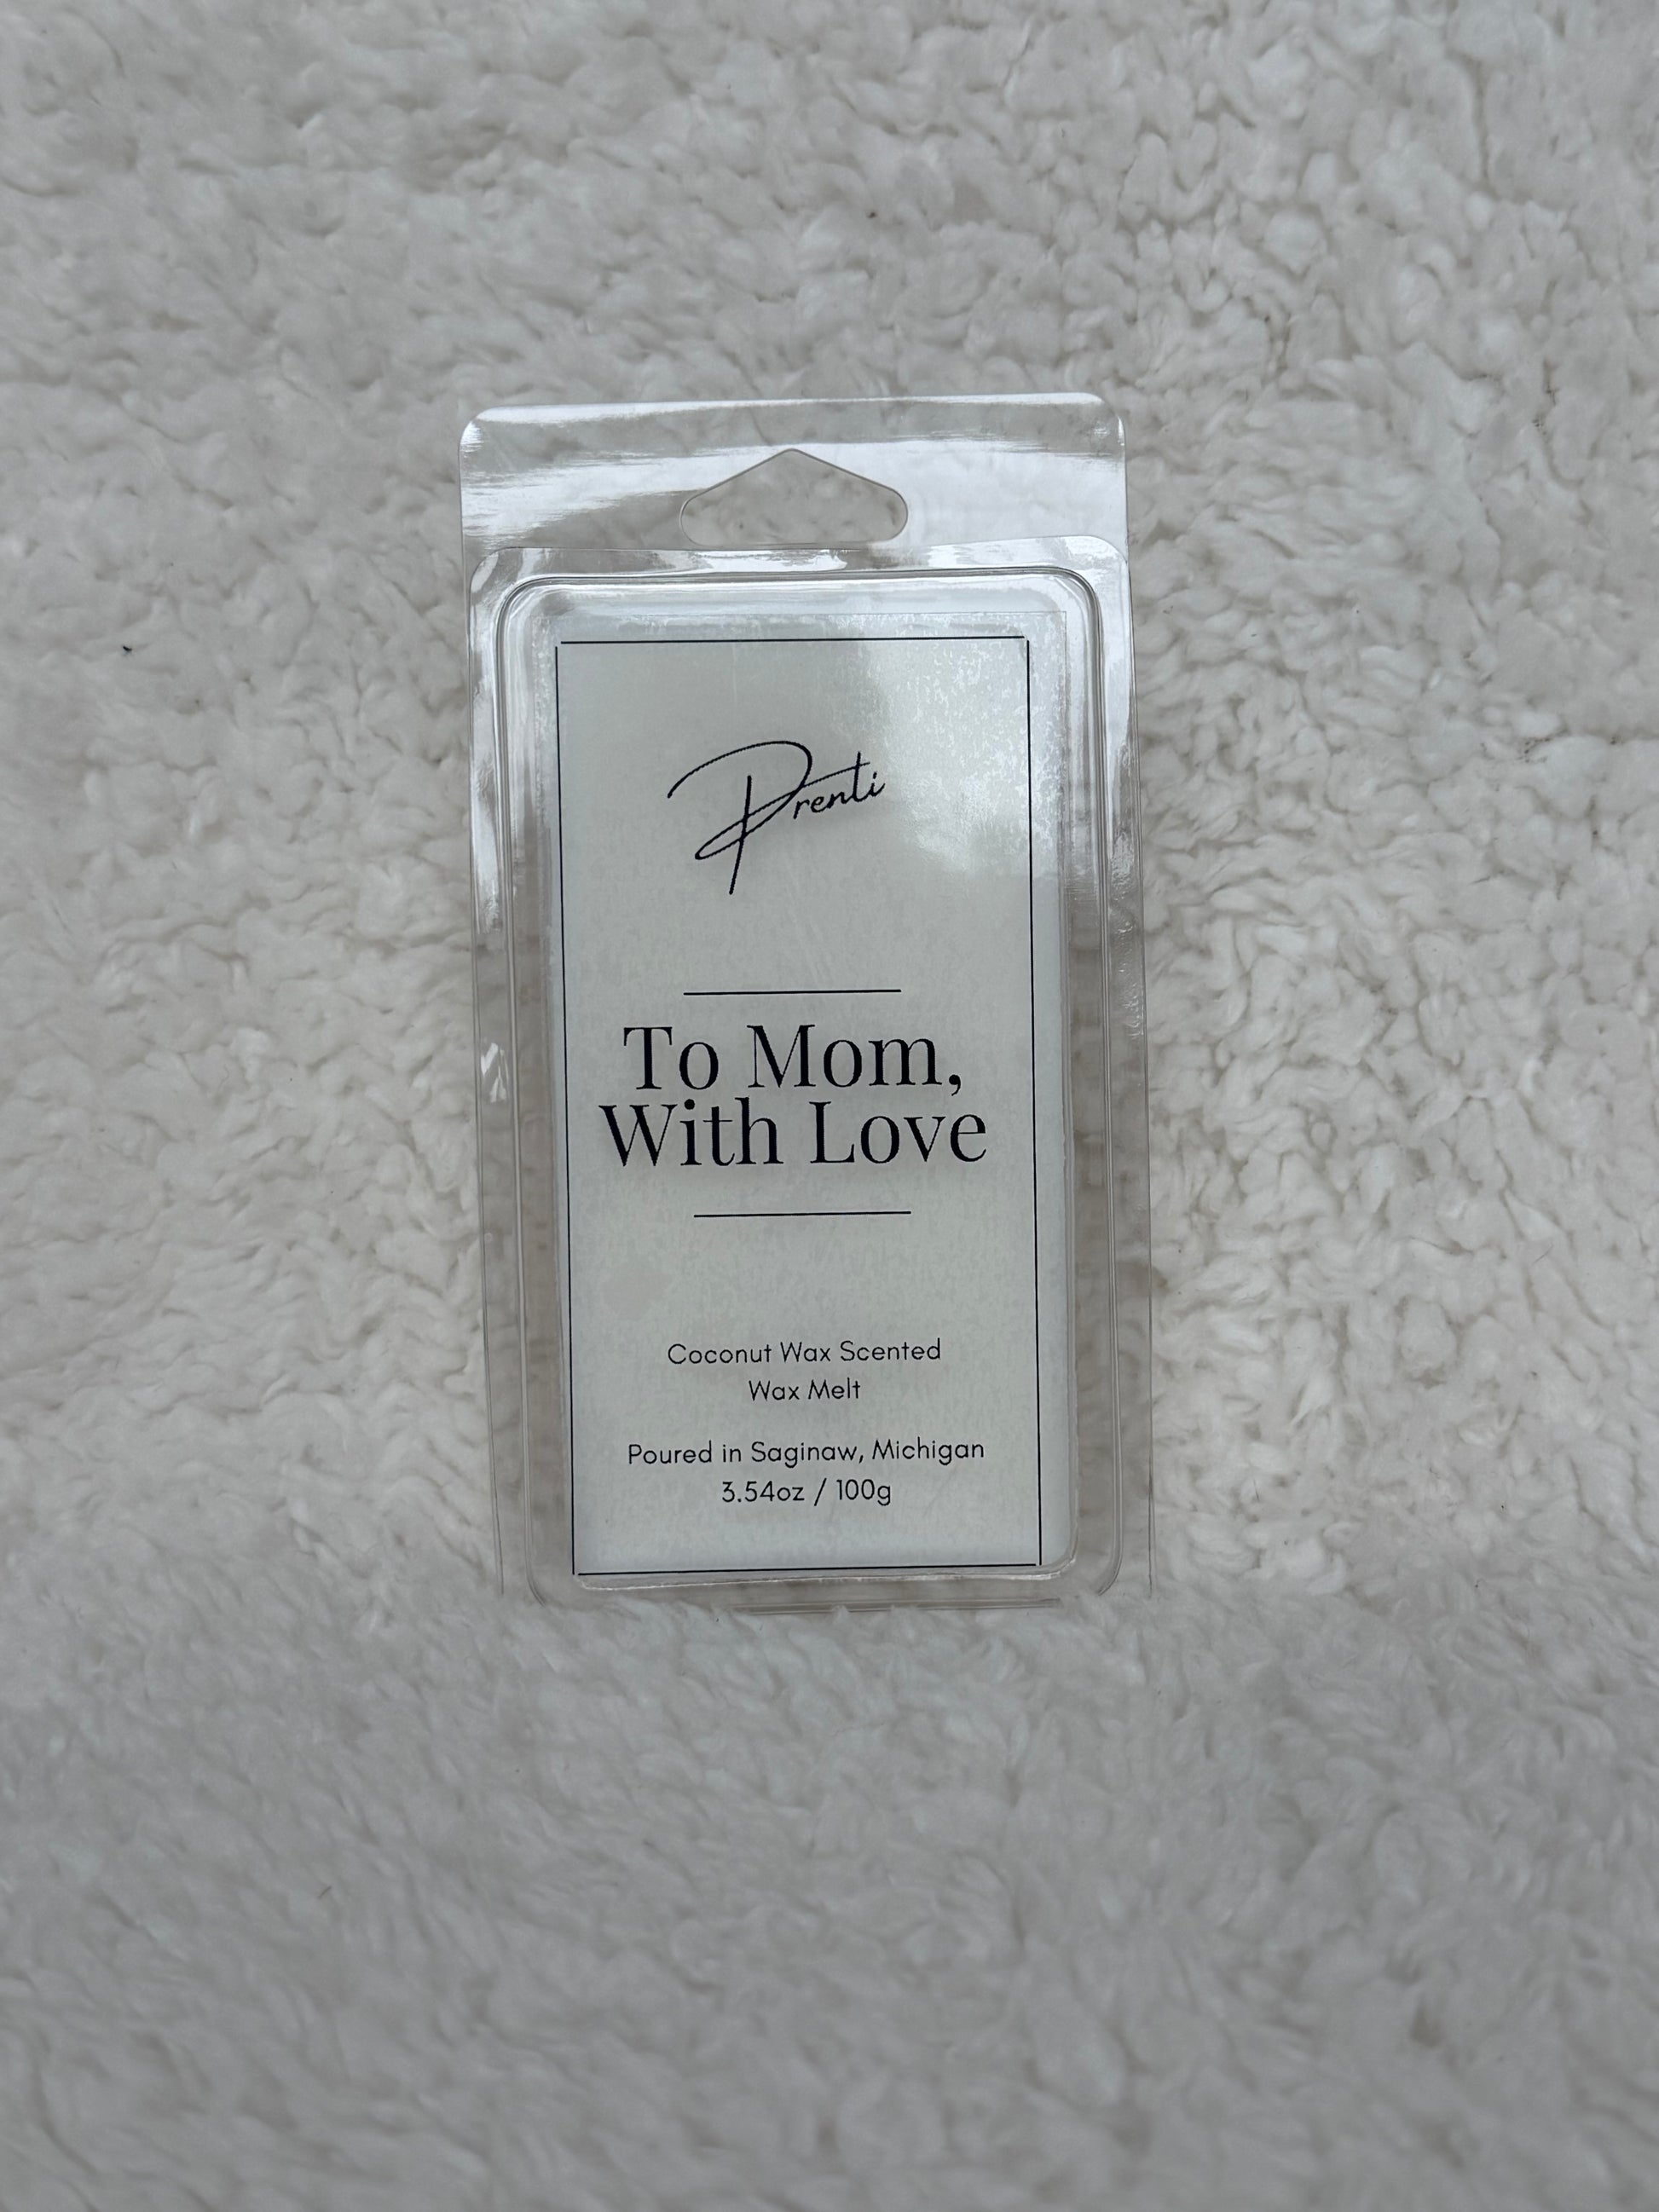 Prenti
To Mom,
With Love
Coconut Wax Scented
Wax Melt
Poured in Saginaw, Michigan
3.54oz / 100g